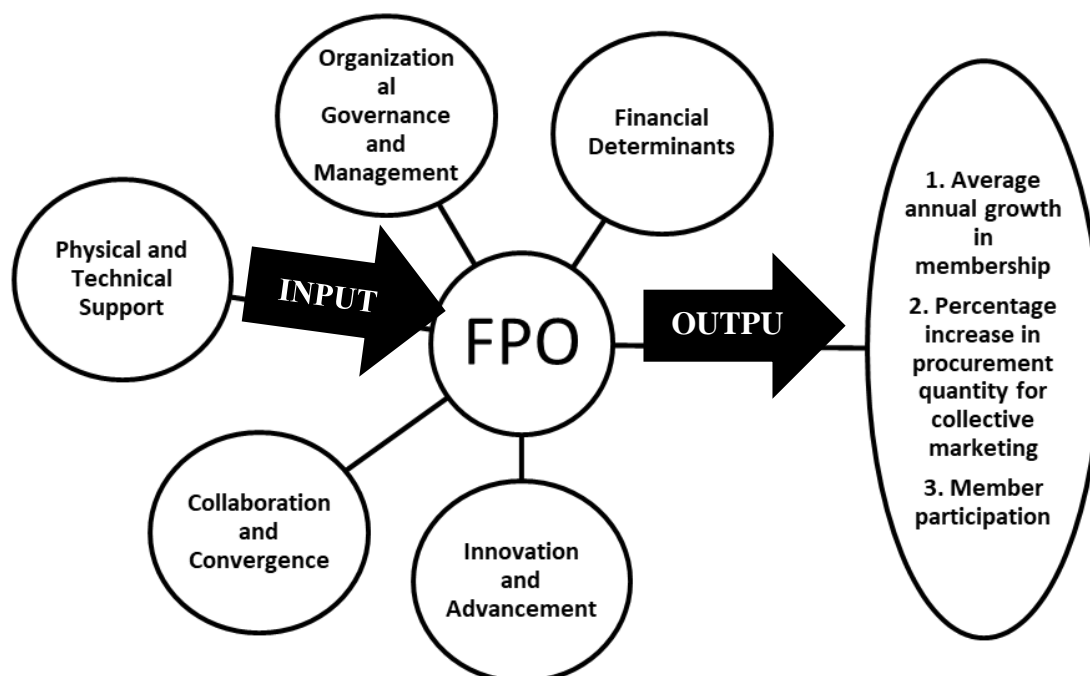 Organization
al
Governance
and
Management
Financial
Determinants
Physical and
Technical
Support
INPUT
FPO
OUTPU
1. Average
annual growth
in
membership
2. Percentage
increase in
procurement
quantity for
collective
marketing
3. Member
participation
Collaboration
and
Convergence
Innovation
and
Advancement